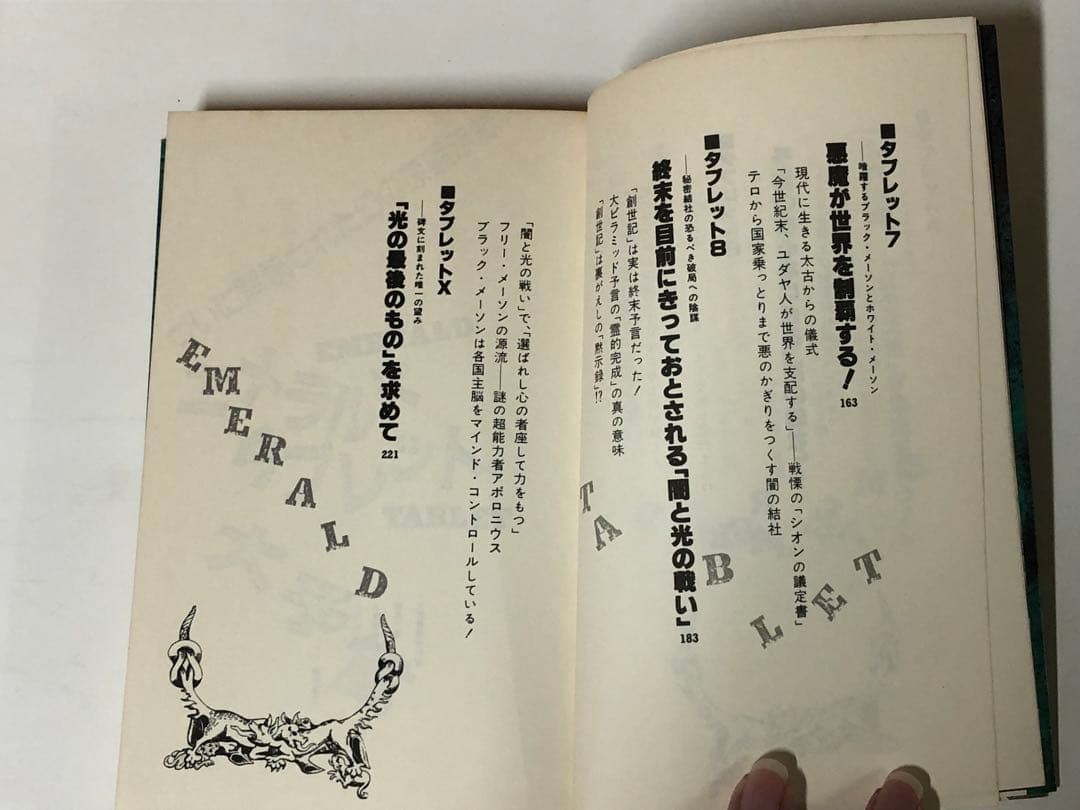 ■タブレット7
――暗躍するブラック・メーソンとホワイト・メーソン
悪魔が世界を制覇する！ 163
現代に生きる太古からの儀式
「今世紀末、ユダヤ人が世界を支配する」――戦慄の「シオンの議定書」
テロから国家乗っとりまで悪のかぎりをつくす闇の結社
■タブレット8
――秘密結社の恐るべき破局への陰謀
終末を目前にきっておとされる「闇と光の戦い」 183
「創世記」は実は終末予言だった！
大ピラミッド予言の「霊的完成」の真の意味
「創世記」は裏がえしの「黙示録」!?
「闇と光の戦い」で、「選ばれし心の者座して力をもつ」
フリー・メーソンの源流――謎の超能力者アポロニウス
ブラック・メーソンは各国主脳をマインド・コントロールしている！
■タブレットX
――碑文に刻まれた唯一の望み
「光の最後のもの」を求めて 221
EMERALD
TABLET